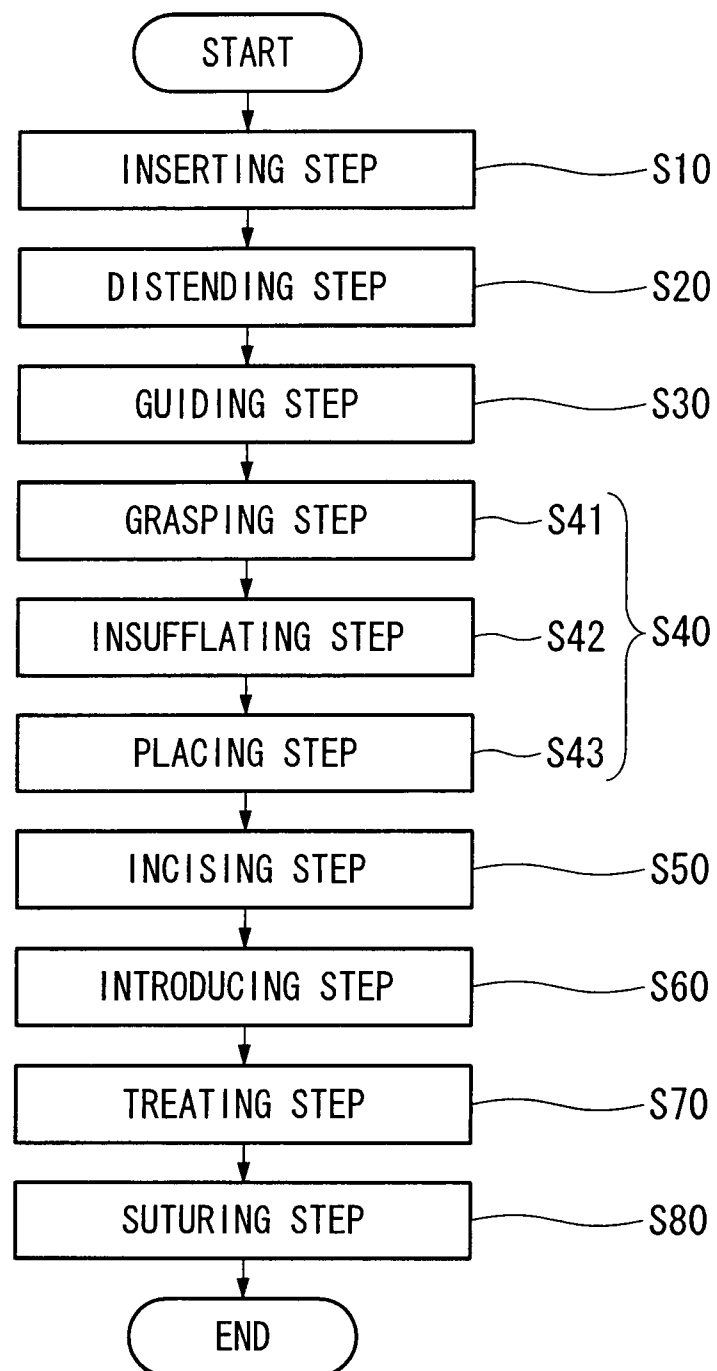 START
INSERTING STEP S10
DISTENDING STEP S20
GUIDING STEP S30
GRASPING STEP S41
INSUFFLATING STEP S42 S40
PLACING STEP S43
INCISING STEP S50
INTRODUCING STEP S60
TREATING STEP S70
SUTURING STEP S80
END